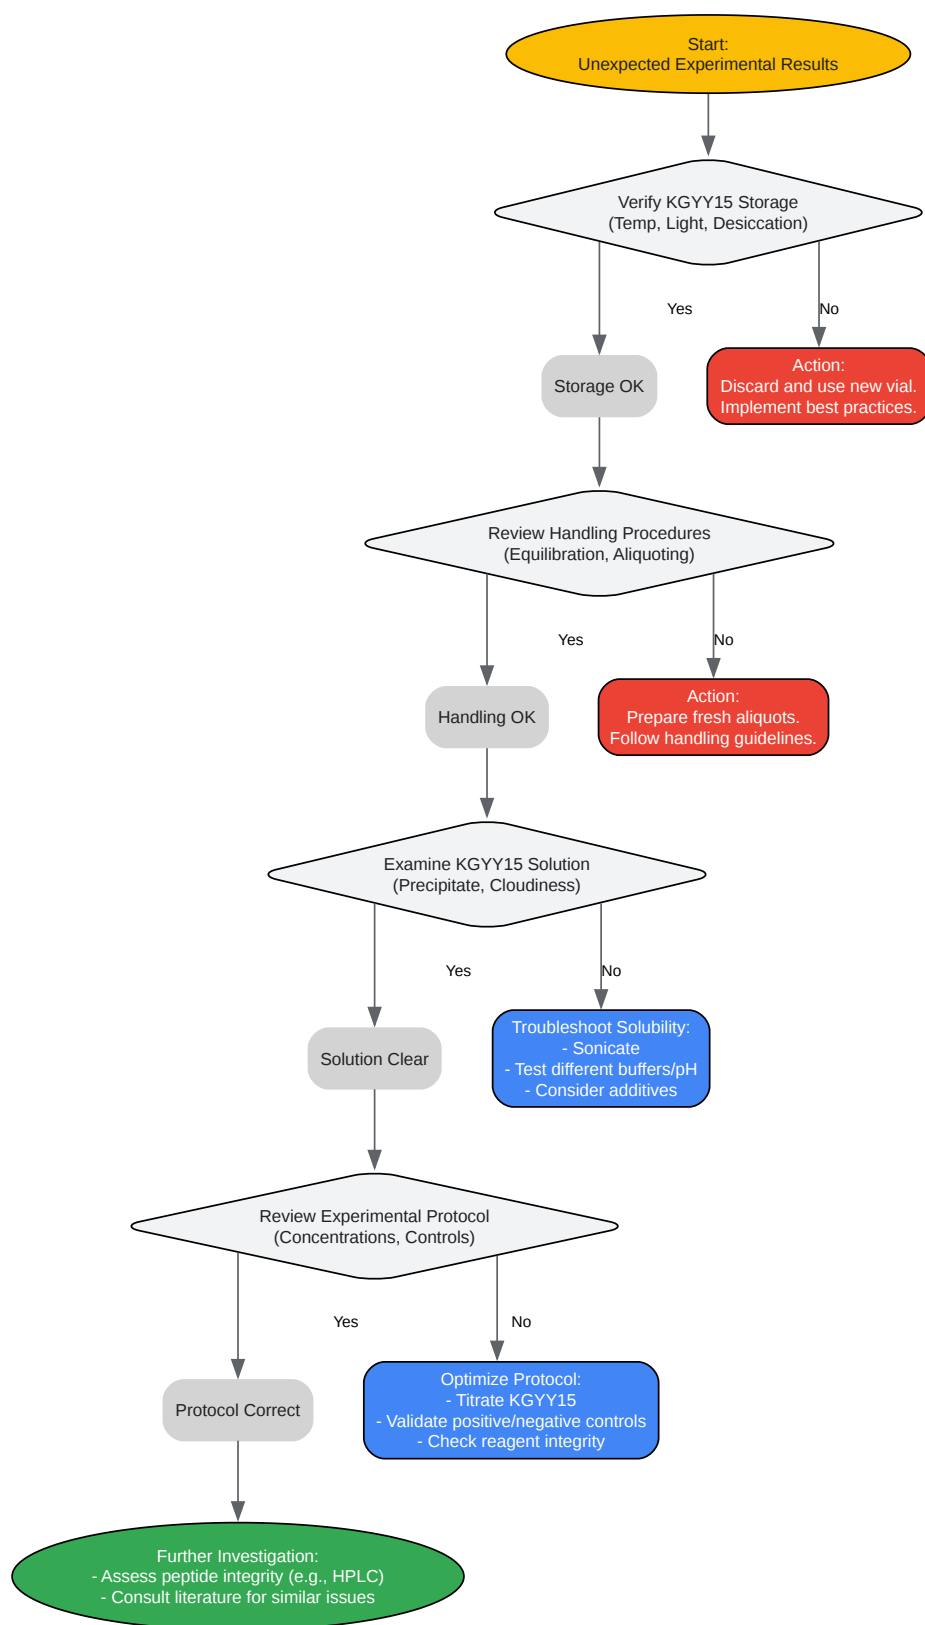 Start:
Unexpected Experimental Results
Verify KGYY15 Storage
(Temp, Light, Desiccation)
Yes
No
Storage OK
Action:
Discard and use new vial.
Implement best practices.
Review Handling Procedures
(Equilibration, Aliquoting)
Yes
No
Handling OK
Action:
Prepare fresh aliquots.
Follow handling guidelines.
Examine KGYY15 Solution
(Precipitate, Cloudiness)
Yes
No
Solution Clear
Troubleshoot Solubility:
- Sonicate
- Test different buffers/pH
- Consider additives
Review Experimental Protocol
(Concentrations, Controls)
Yes
No
Protocol Correct
Optimize Protocol:
- Titrate KGYY15
- Validate positive/negative controls
- Check reagent integrity
Further Investigation:
- Assess peptide integrity (e.g., HPLC)
- Consult literature for similar issues